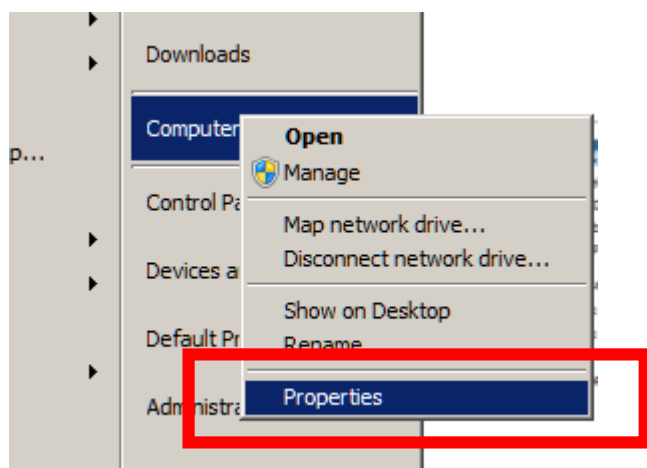 Downloads
Computer
p...
Open
Manage
Control Pa
Map network drive...
Disconnect network drive...
Devices a
Show on Desktop
Default Pr
Rename
Properties
Administra